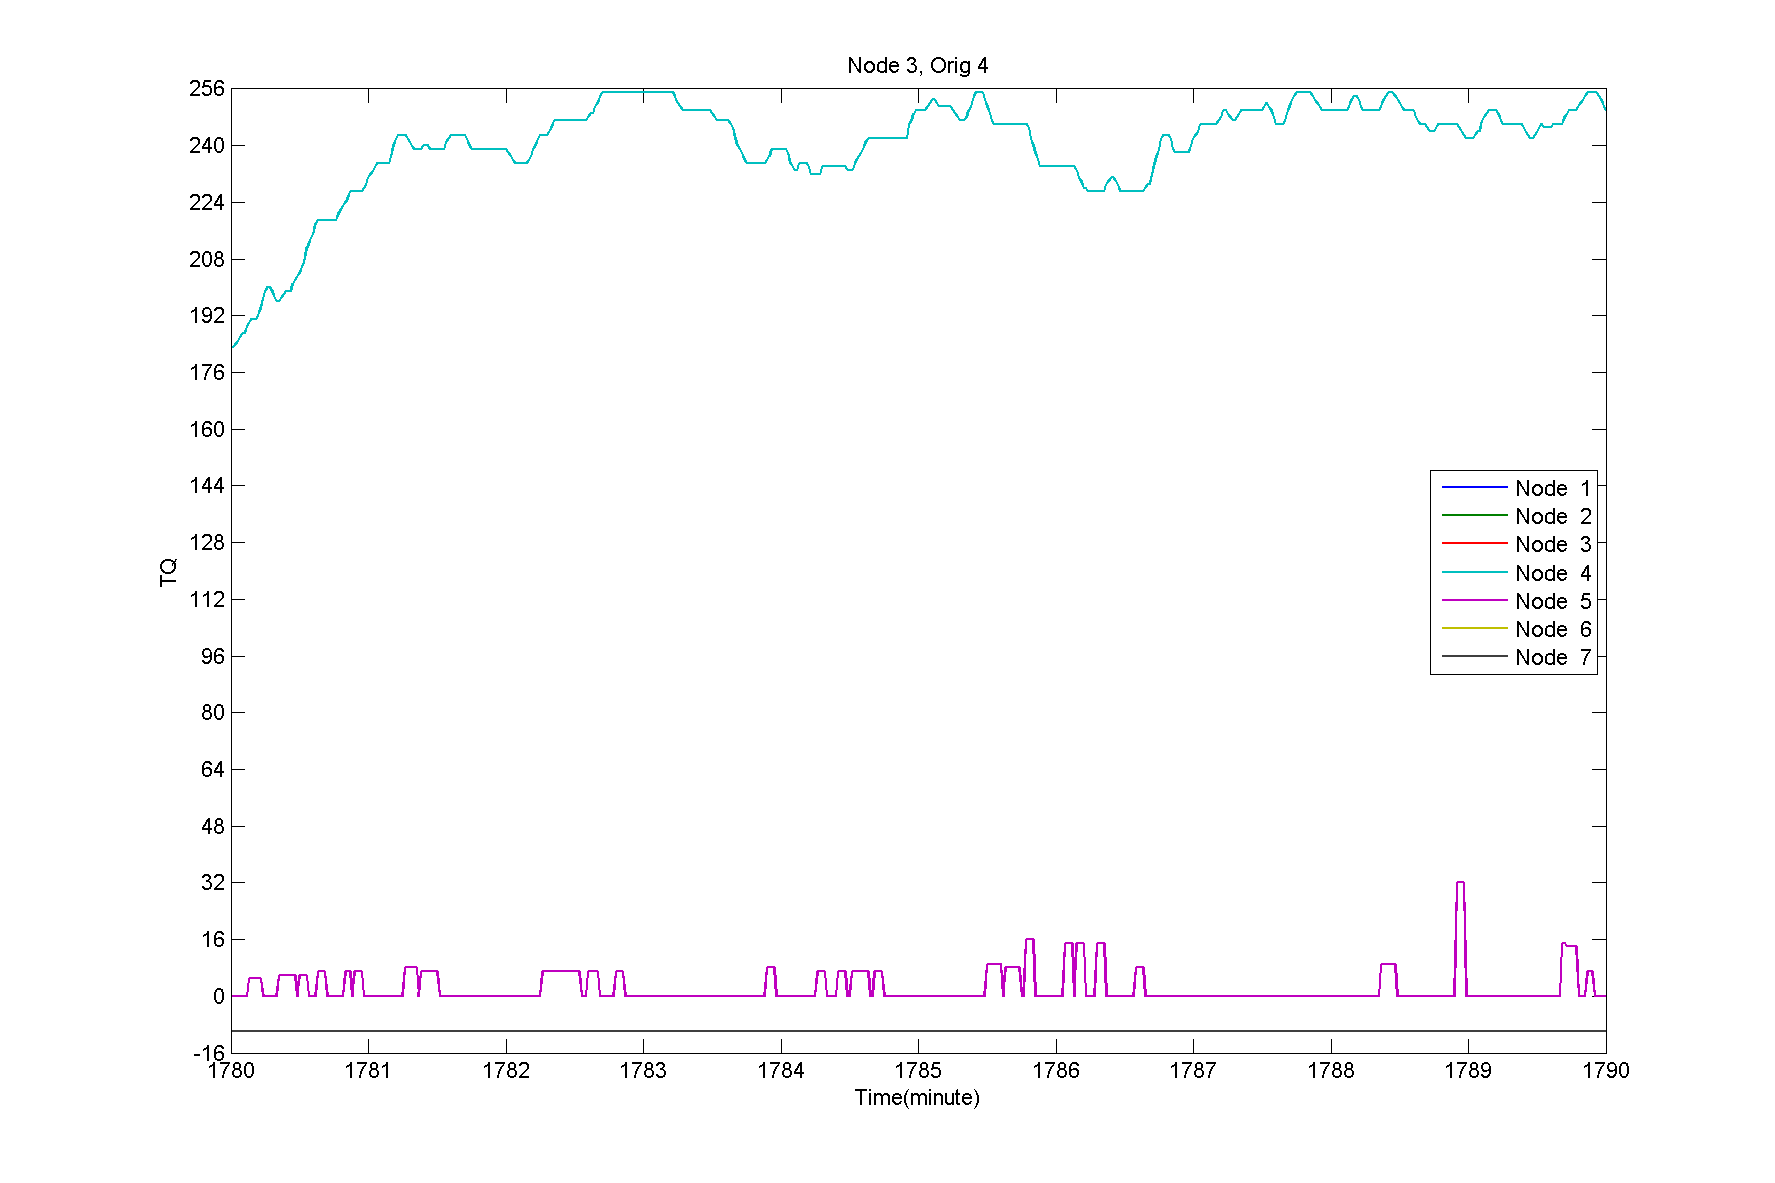 Node 3, Orig 4
256
240
224
208
192
176
160
144
128
112
96
80
64
48
32
16
0
-16
TQ
Node 1
Node 2
Node 3
Node 4
Node 5
Node 6
Node 7
1780 1781 1782 1783 1784 1785 1786 1787 1788 1789 1790
Time(minute)